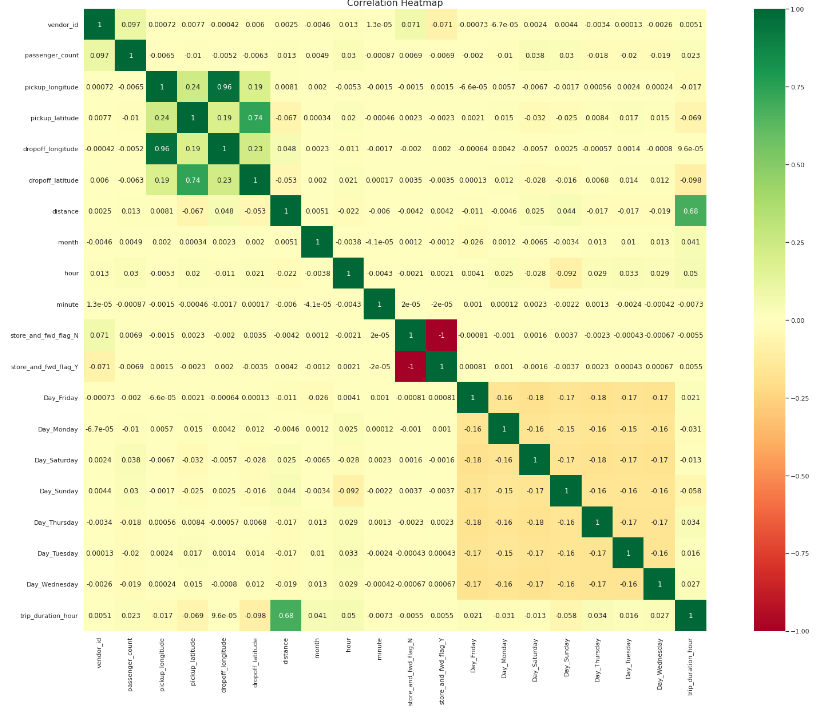 Correlation Heatmap
vendor_id 1 0.097 0.00072 0.0077 -0.00042 0.006 0.0025 -0.0046 0.013 1.3e-05 0.071 -0.071 -0.00073 -6.7e-05 0.0024 0.0044 -0.0034 0.00013 -0.0026 0.0051
passenger_count 0.097 1 -0.0065 -0.01 -0.0052 -0.0063 0.013 0.0049 0.03 -0.00087 0.0069 -0.0069 -0.002 -0.01 0.038 0.03 -0.018 -0.02 -0.019 0.023
pickup_longitude 0.00072 -0.0065 1 0.24 0.96 0.19 0.0081 0.002 -0.0053 -0.0015 -0.0015 0.0015 -6.6e-05 0.0057 -0.0067 -0.0017 0.00056 0.0024 0.00024 -0.017
pickup_latitude 0.0077 -0.01 0.24 1 0.19 0.74 -0.067 0.00034 0.02 -0.00046 0.0023 -0.0023 0.0021 0.015 -0.032 -0.025 0.0084 0.017 0.015 -0.069
dropoff_longitude -0.00042 -0.0052 0.96 0.19 1 0.23 0.048 0.0023 -0.011 -0.0017 -0.002 0.002 -0.00064 0.0042 -0.0057 0.0025 -0.00057 0.0014 -0.0008 9.6e-05
dropoff_latitude 0.006 -0.0063 0.19 0.74 0.23 1 -0.053 0.002 0.021 0.00017 0.0035 -0.0035 0.00013 0.012 -0.028 -0.016 0.0068 0.014 0.012 -0.098
distance 0.0025 0.013 0.0081 -0.067 0.048 -0.053 1 0.0051 -0.022 -0.006 -0.0042 0.0042 -0.011 -0.0046 0.025 0.044 -0.017 -0.017 -0.019 0.68
month -0.0046 0.0049 0.002 0.00034 0.0023 0.002 0.0051 1 -0.0038 -4.1e-05 0.0012 -0.0012 -0.026 0.0012 -0.0065 -0.0034 0.013 0.01 0.013 0.041
hour 0.013 0.03 -0.0053 0.02 -0.011 0.021 -0.022 -0.0038 1 -0.0043 -0.0021 0.0021 0.0041 0.025 -0.028 -0.092 0.029 0.033 0.029 0.05
minute 1.3e-05 -0.00087 -0.0015 -0.00046 -0.0017 0.00017 -0.006 -4.1e-05 -0.0043 1 2e-05 -2e-05 0.001 0.00012 0.0023 -0.0022 0.0013 -0.0024 -0.00042 -0.0073
store_and_fwd_flag_N 0.071 0.0069 -0.0015 0.0023 -0.002 0.0035 -0.0042 0.0012 -0.0021 2e-05 1 -1 -0.00081 -0.001 0.0016 0.0037 -0.0023 -0.00043 -0.00067 -0.0055
store_and_fwd_flag_Y -0.071 -0.0069 0.0015 -0.0023 0.002 -0.0035 0.0042 -0.0012 0.0021 -2e-05 -1 1 0.00081 0.001 -0.0016 -0.0037 0.0023 0.00043 0.00067 0.0055
Day_Friday -0.00073 -0.002 -6.6e-05 0.0021 -0.00064 0.00013 -0.011 -0.026 0.0041 0.001 -0.00081 0.00081 1 -0.16 -0.18 -0.17 -0.18 -0.17 -0.17 0.021
Day_Monday -6.7e-05 -0.01 0.0057 0.015 0.0042 0.012 -0.0046 0.00012 0.025 0.00012 -0.001 0.001 -0.16 1 -0.16 -0.15 -0.16 -0.15 -0.16 -0.031
Day_Saturday 0.0024 0.038 -0.0067 -0.032 -0.0057 -0.028 0.025 -0.0065 -0.028 0.0023 0.0016 -0.0016 -0.18 -0.16 1 -0.17 -0.18 -0.17 -0.17 -0.013
Day_Sunday 0.0044 0.03 -0.0017 -0.025 0.0025 -0.016 0.044 -0.0034 -0.092 -0.0022 0.0037 -0.0037 -0.17 -0.15 -0.17 1 -0.16 -0.16 -0.16 -0.058
Day_Thursday -0.0034 -0.018 0.00056 0.0084 -0.00057 0.0068 -0.017 0.013 0.029 0.0013 -0.0023 0.0023 -0.18 -0.16 -0.18 -0.16 1 -0.17 -0.17 0.034
Day_Tuesday 0.00013 -0.02 0.0024 0.017 0.0014 0.014 -0.017 0.01 0.033 -0.0024 -0.00043 0.00043 -0.17 -0.15 -0.17 -0.16 -0.17 1 -0.16 0.016
Day_Wednesday -0.0026 -0.019 0.00024 0.015 -0.0008 0.012 -0.019 0.013 0.029 -0.00042 -0.00067 0.00067 -0.17 -0.16 -0.17 -0.16 -0.17 -0.16 1 0.027
trip_duration_hour 0.0051 0.023 -0.017 -0.069 9.6e-05 -0.098 0.68 0.041 0.05 -0.0073 -0.0055 0.0055 0.021 -0.031 -0.013 -0.058 0.034 0.016 0.027 1
vendor_id
passenger_count
pickup_longitude
pickup_latitude
dropoff_longitude
dropoff_latitude
distance
month
hour
minute
store_and_fwd_flag_N
store_and_fwd_flag_Y
Day_Friday
Day_Monday
Day_Saturday
Day_Sunday
Day_Thursday
Day_Tuesday
Day_Wednesday
trip_duration_hour
1.00
0.75
0.50
0.25
0.00
−0.25
−0.50
−0.75
−1.00